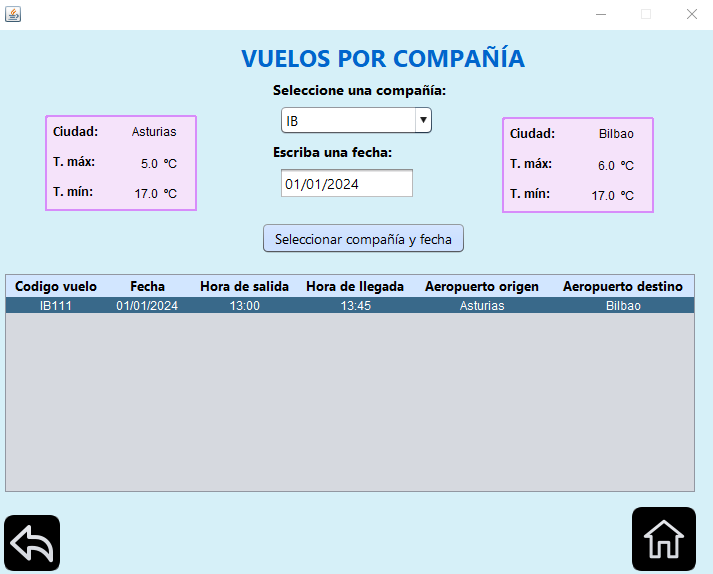 VUELOS POR COMPAÑÍA
Seleccione una compañía:
IB
Escriba una fecha:
01/01/2024
Seleccionar compañía y fecha
Ciudad: Asturias
T. máx: 5.0 ºC
T. mín: 17.0 ºC
Ciudad: Bilbao
T. máx: 6.0 ºC
T. mín: 17.0 ºC
Codigo vuelo Fecha Hora de salida Hora de llegada Aeropuerto origen Aeropuerto destino
IB111 01/01/2024 13:00 13:45 Asturias Bilbao